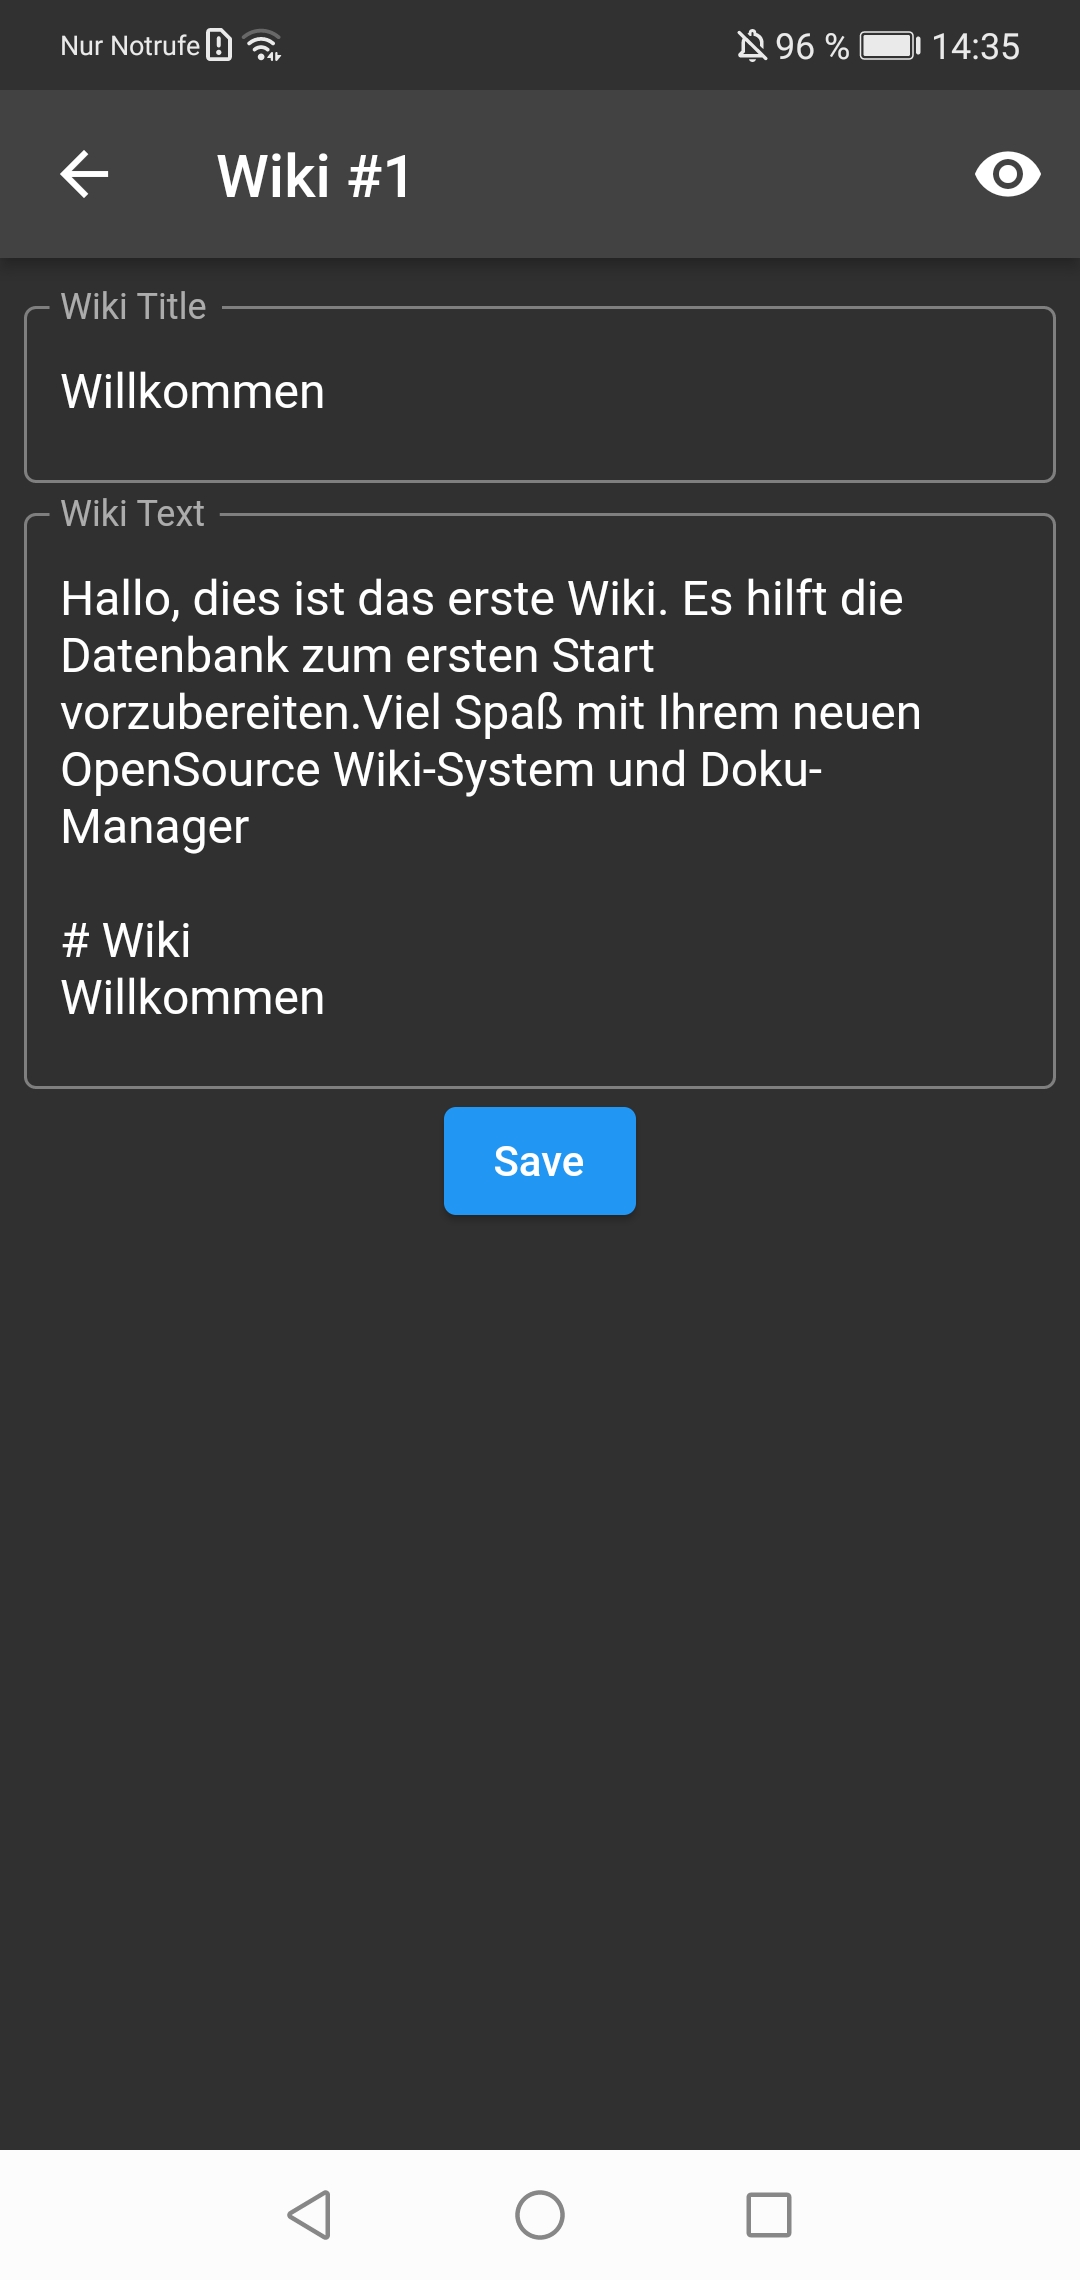 Nur Notrufe
96 %
14:35
Wiki #1
Wiki Title
Willkommen
Wiki Text
Hallo, dies ist das erste Wiki. Es hilft die
Datenbank zum ersten Start
vorzubereiten.Viel Spaß mit Ihrem neuen
OpenSource Wiki-System und Doku-
Manager
# Wiki
Willkommen
Save